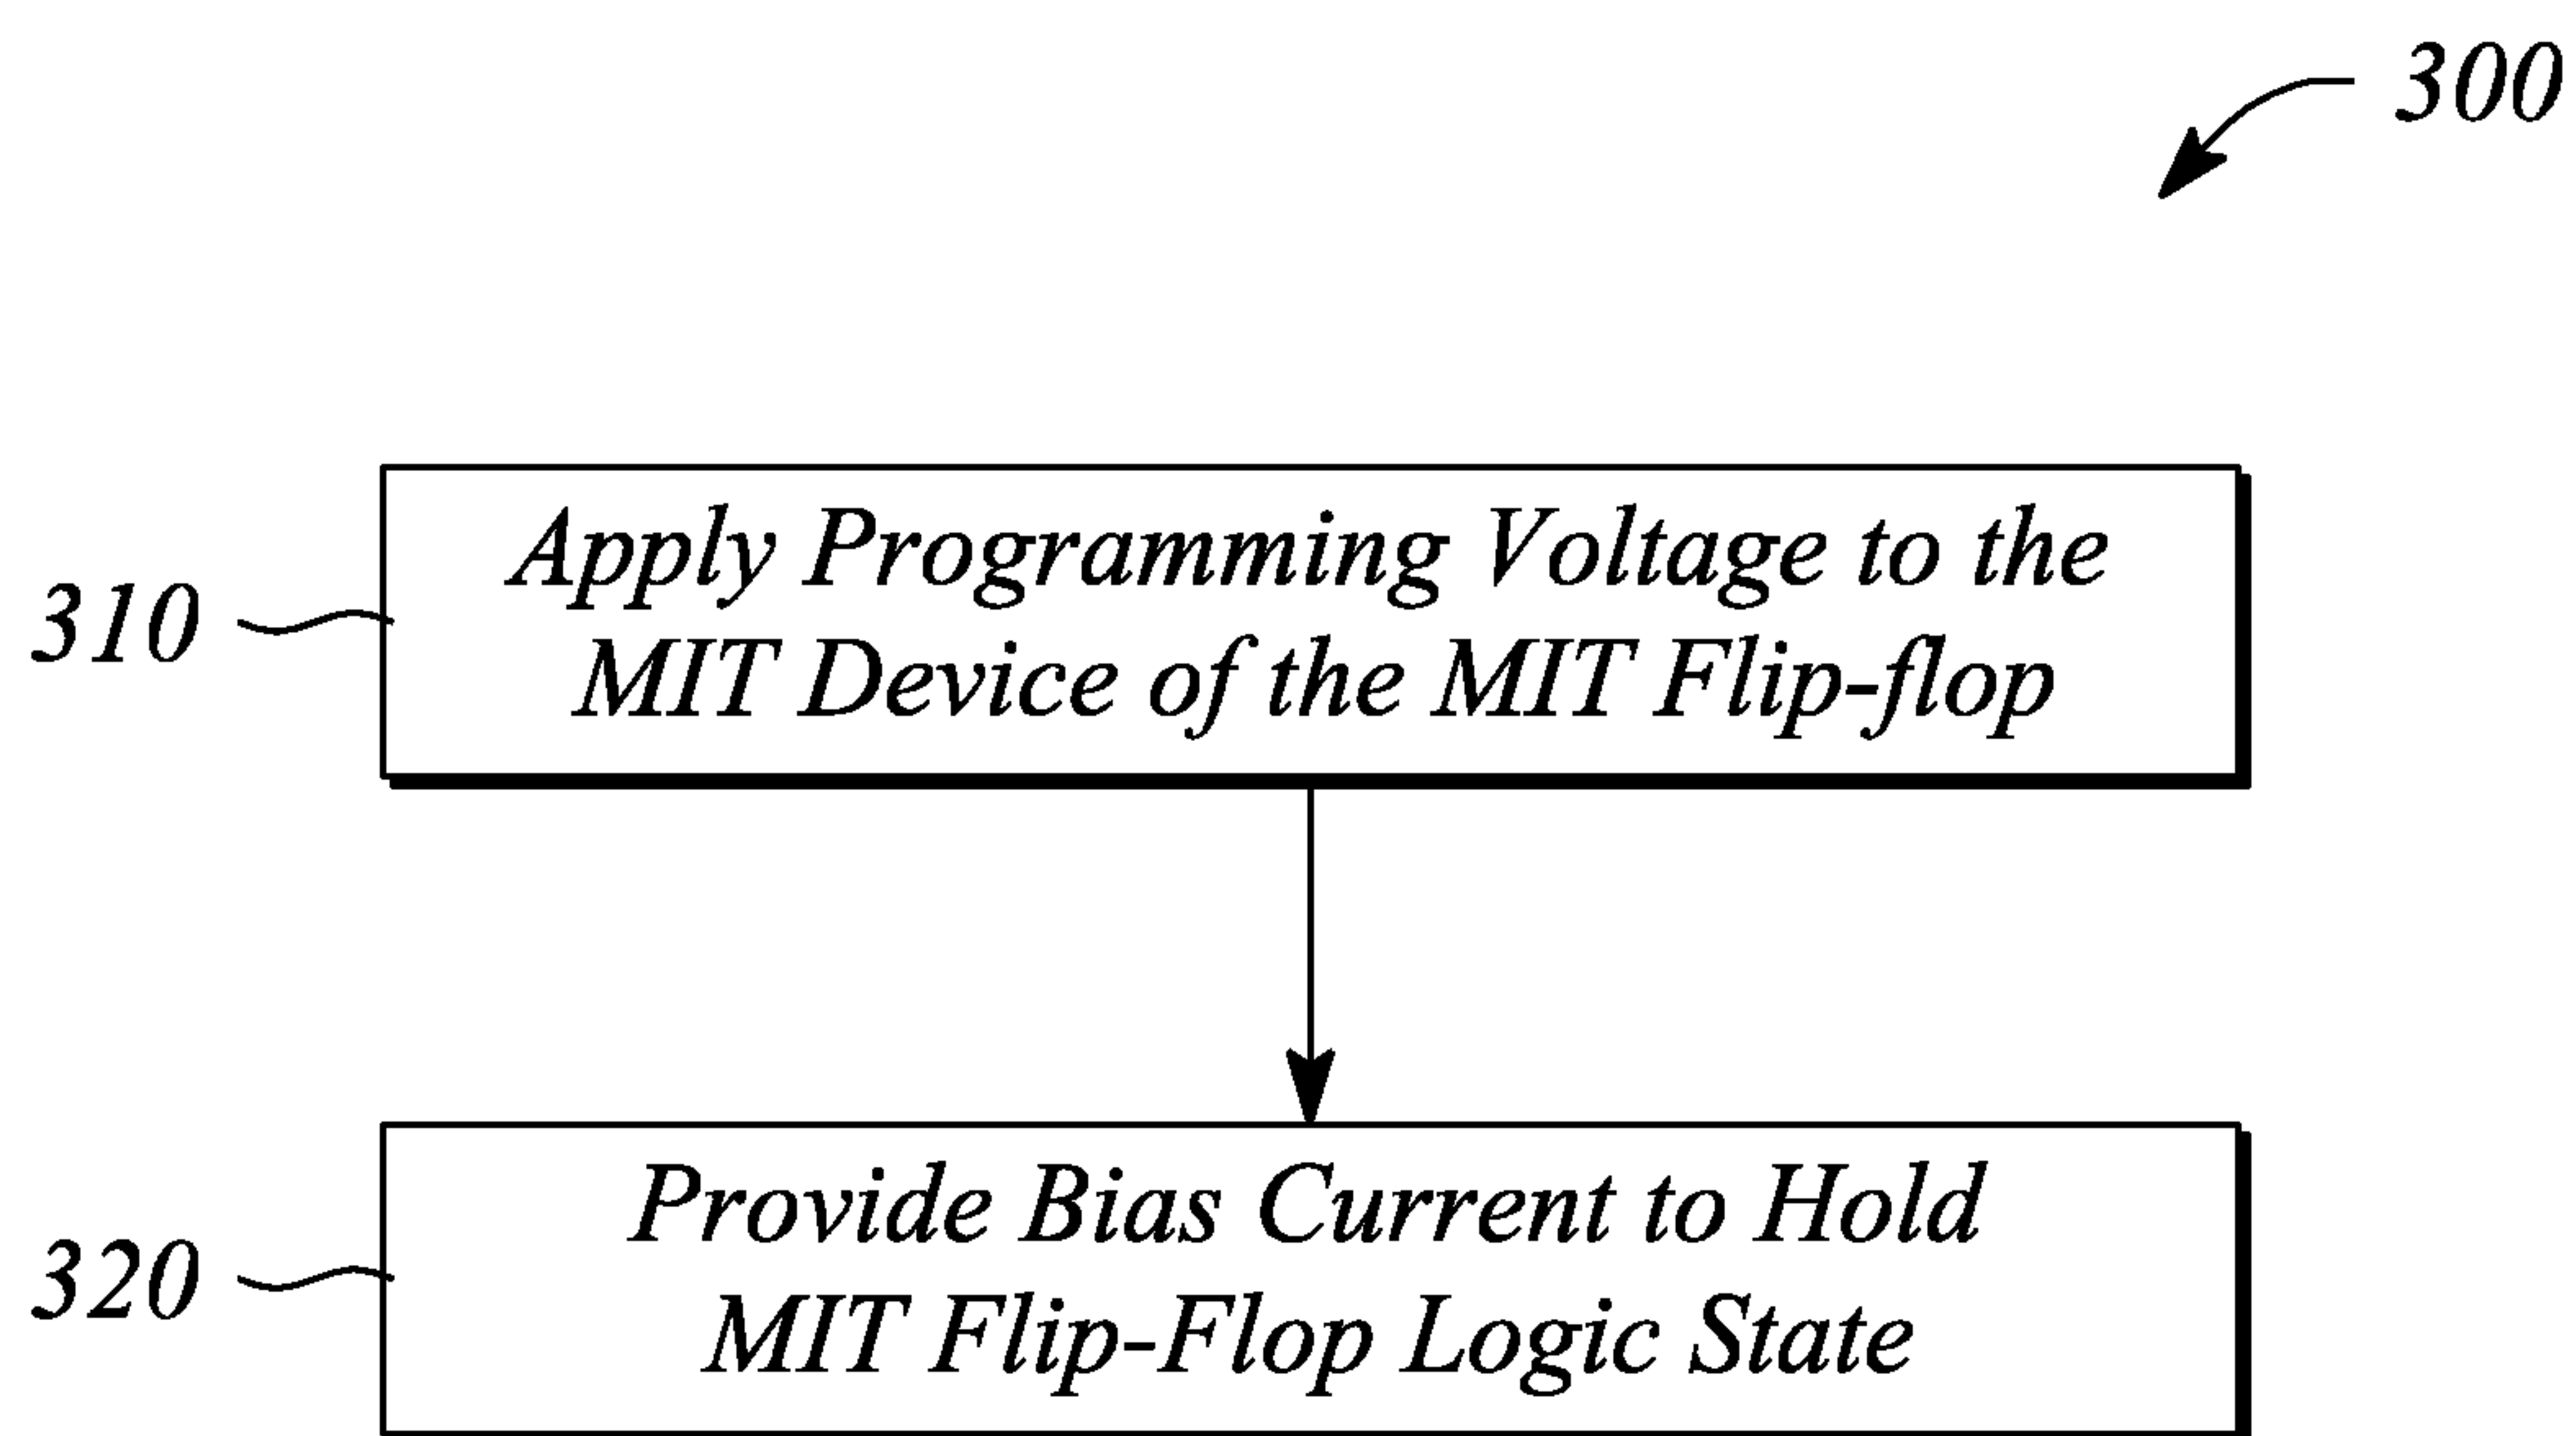 300
310
Apply Programming Voltage to the
MIT Device of the MIT Flip-flop
320
Provide Bias Current to Hold
MIT Flip-Flop Logic State